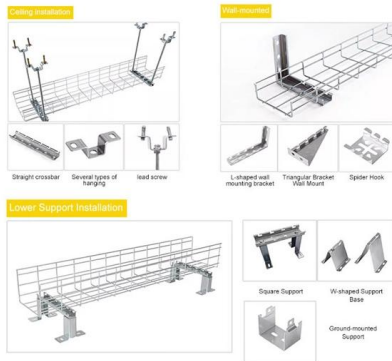 Ceiling installation
Wall-mounted
Straight crossbar
Several types of
hanging
lead screw
L-shaped wall
mounting bracket
Triangular Bracket
Wall Mount
Spider Hook
Lower Support Installation
Square Support
W-shaped Support
Base
Ground-mounted
Support